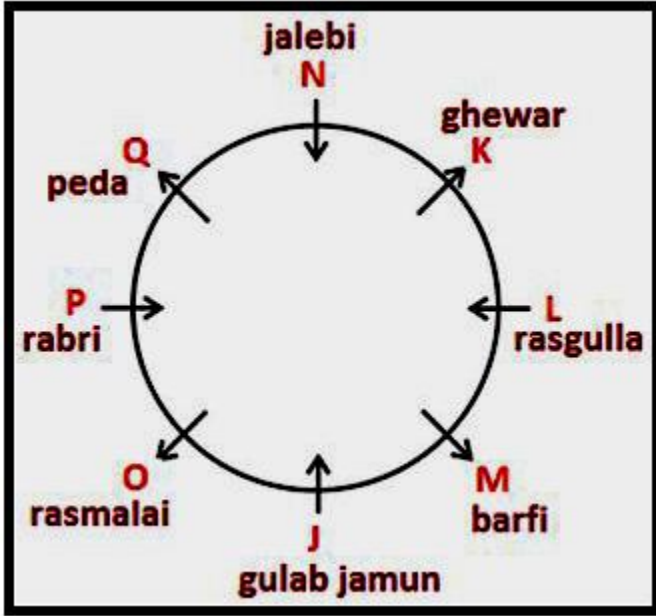 jalebi
N
ghewar
K
Q
peda
P
rabri
L
rasgulla
O
rasmalai
M
barfi
J
gulab jamun